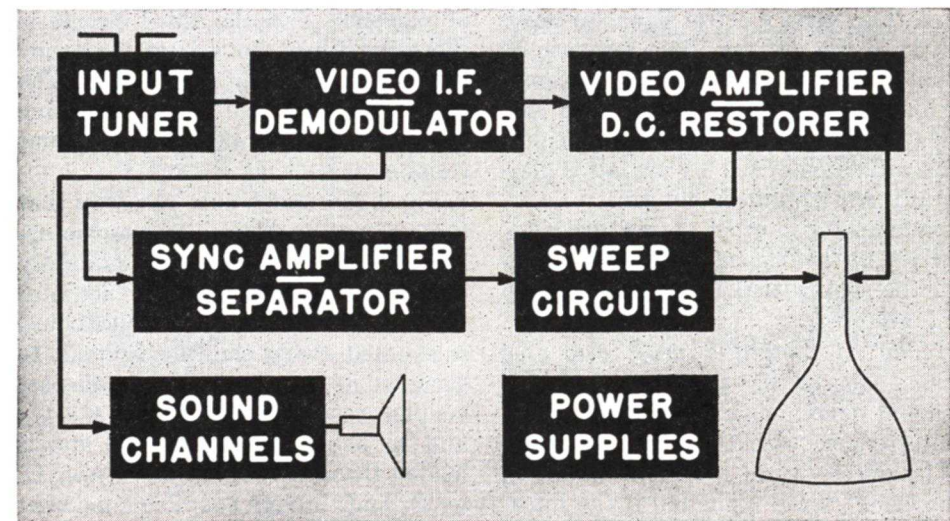 INPUT
TUNER
VIDEO I.F.
DEMODULATOR
VIDEO AMPLIFIER
D.C. RESTORER
SYNC AMPLIFIER
SEPARATOR
SWEEP
CIRCUITS
SOUND
CHANNELS
POWER
SUPPLIES